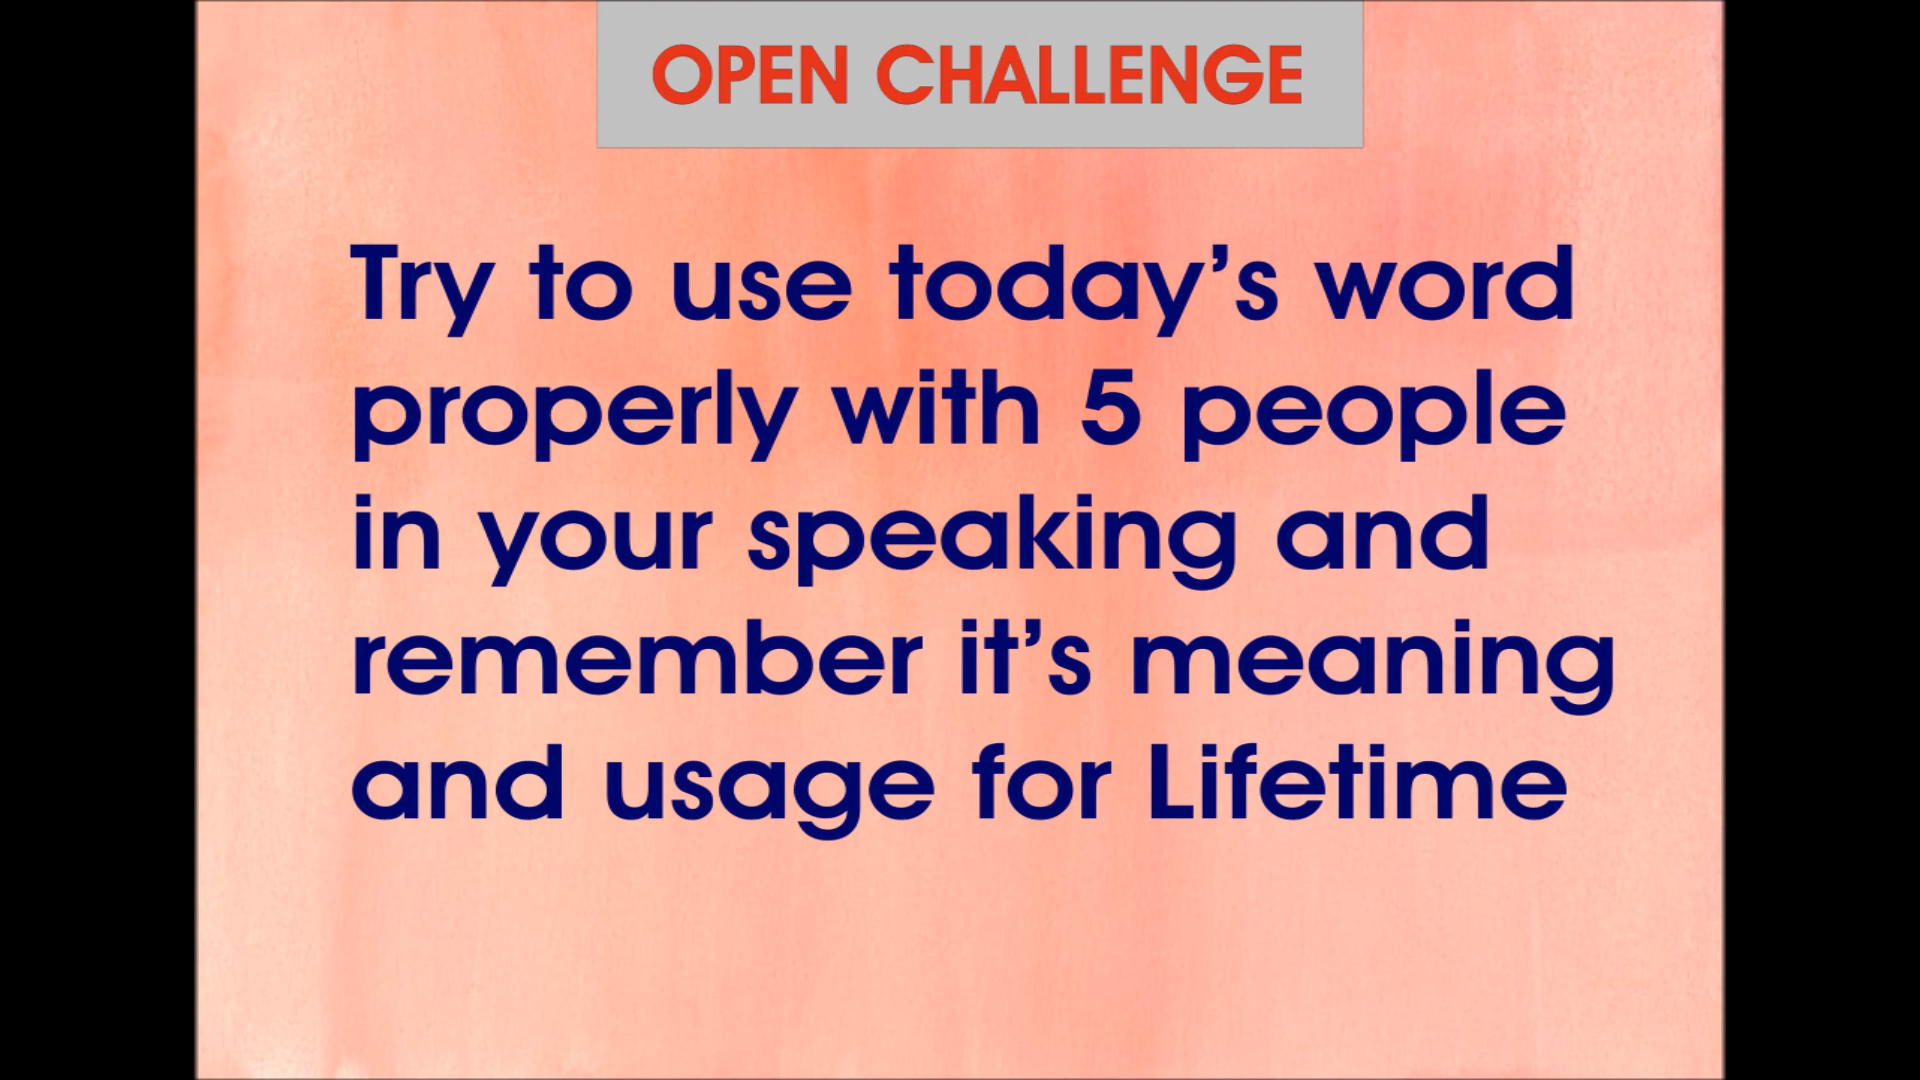 OPEN CHALLENGE
Try to use today’s word
properly with 5 people
in your speaking and
remember it’s meaning
and usage for Lifetime